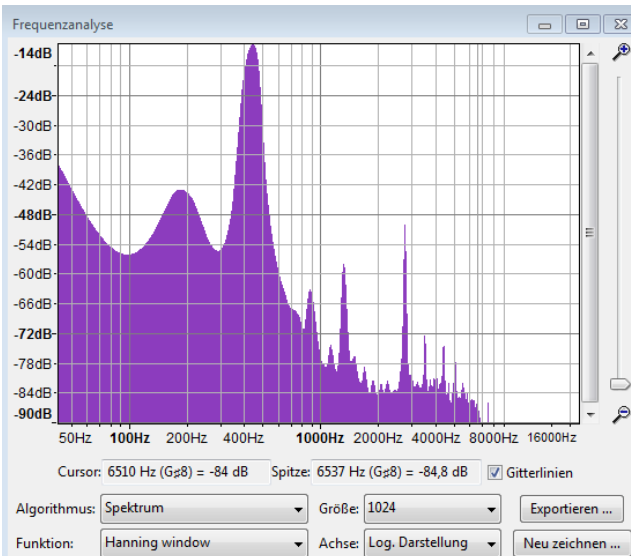 Frequenzanalyse
-14dB
-24dB
-30dB
-36dB
-42dB
-48dB
-54dB
-60dB
-66dB
-72dB
-78dB
-84dB
-90dB
50Hz 100Hz 200Hz 400Hz 1000Hz 2000Hz 4000Hz 8000Hz 16000Hz
Cursor: 6510 Hz (G♯8) = -84 dB Spitze: 6537 Hz (G♯8) = -84,8 dB Gitterlinien
Algorithmus: Spektrum Größe: 1024 Exportieren ...
Funktion: Hanning window Achse: Log. Darstellung Neu zeichnen ...